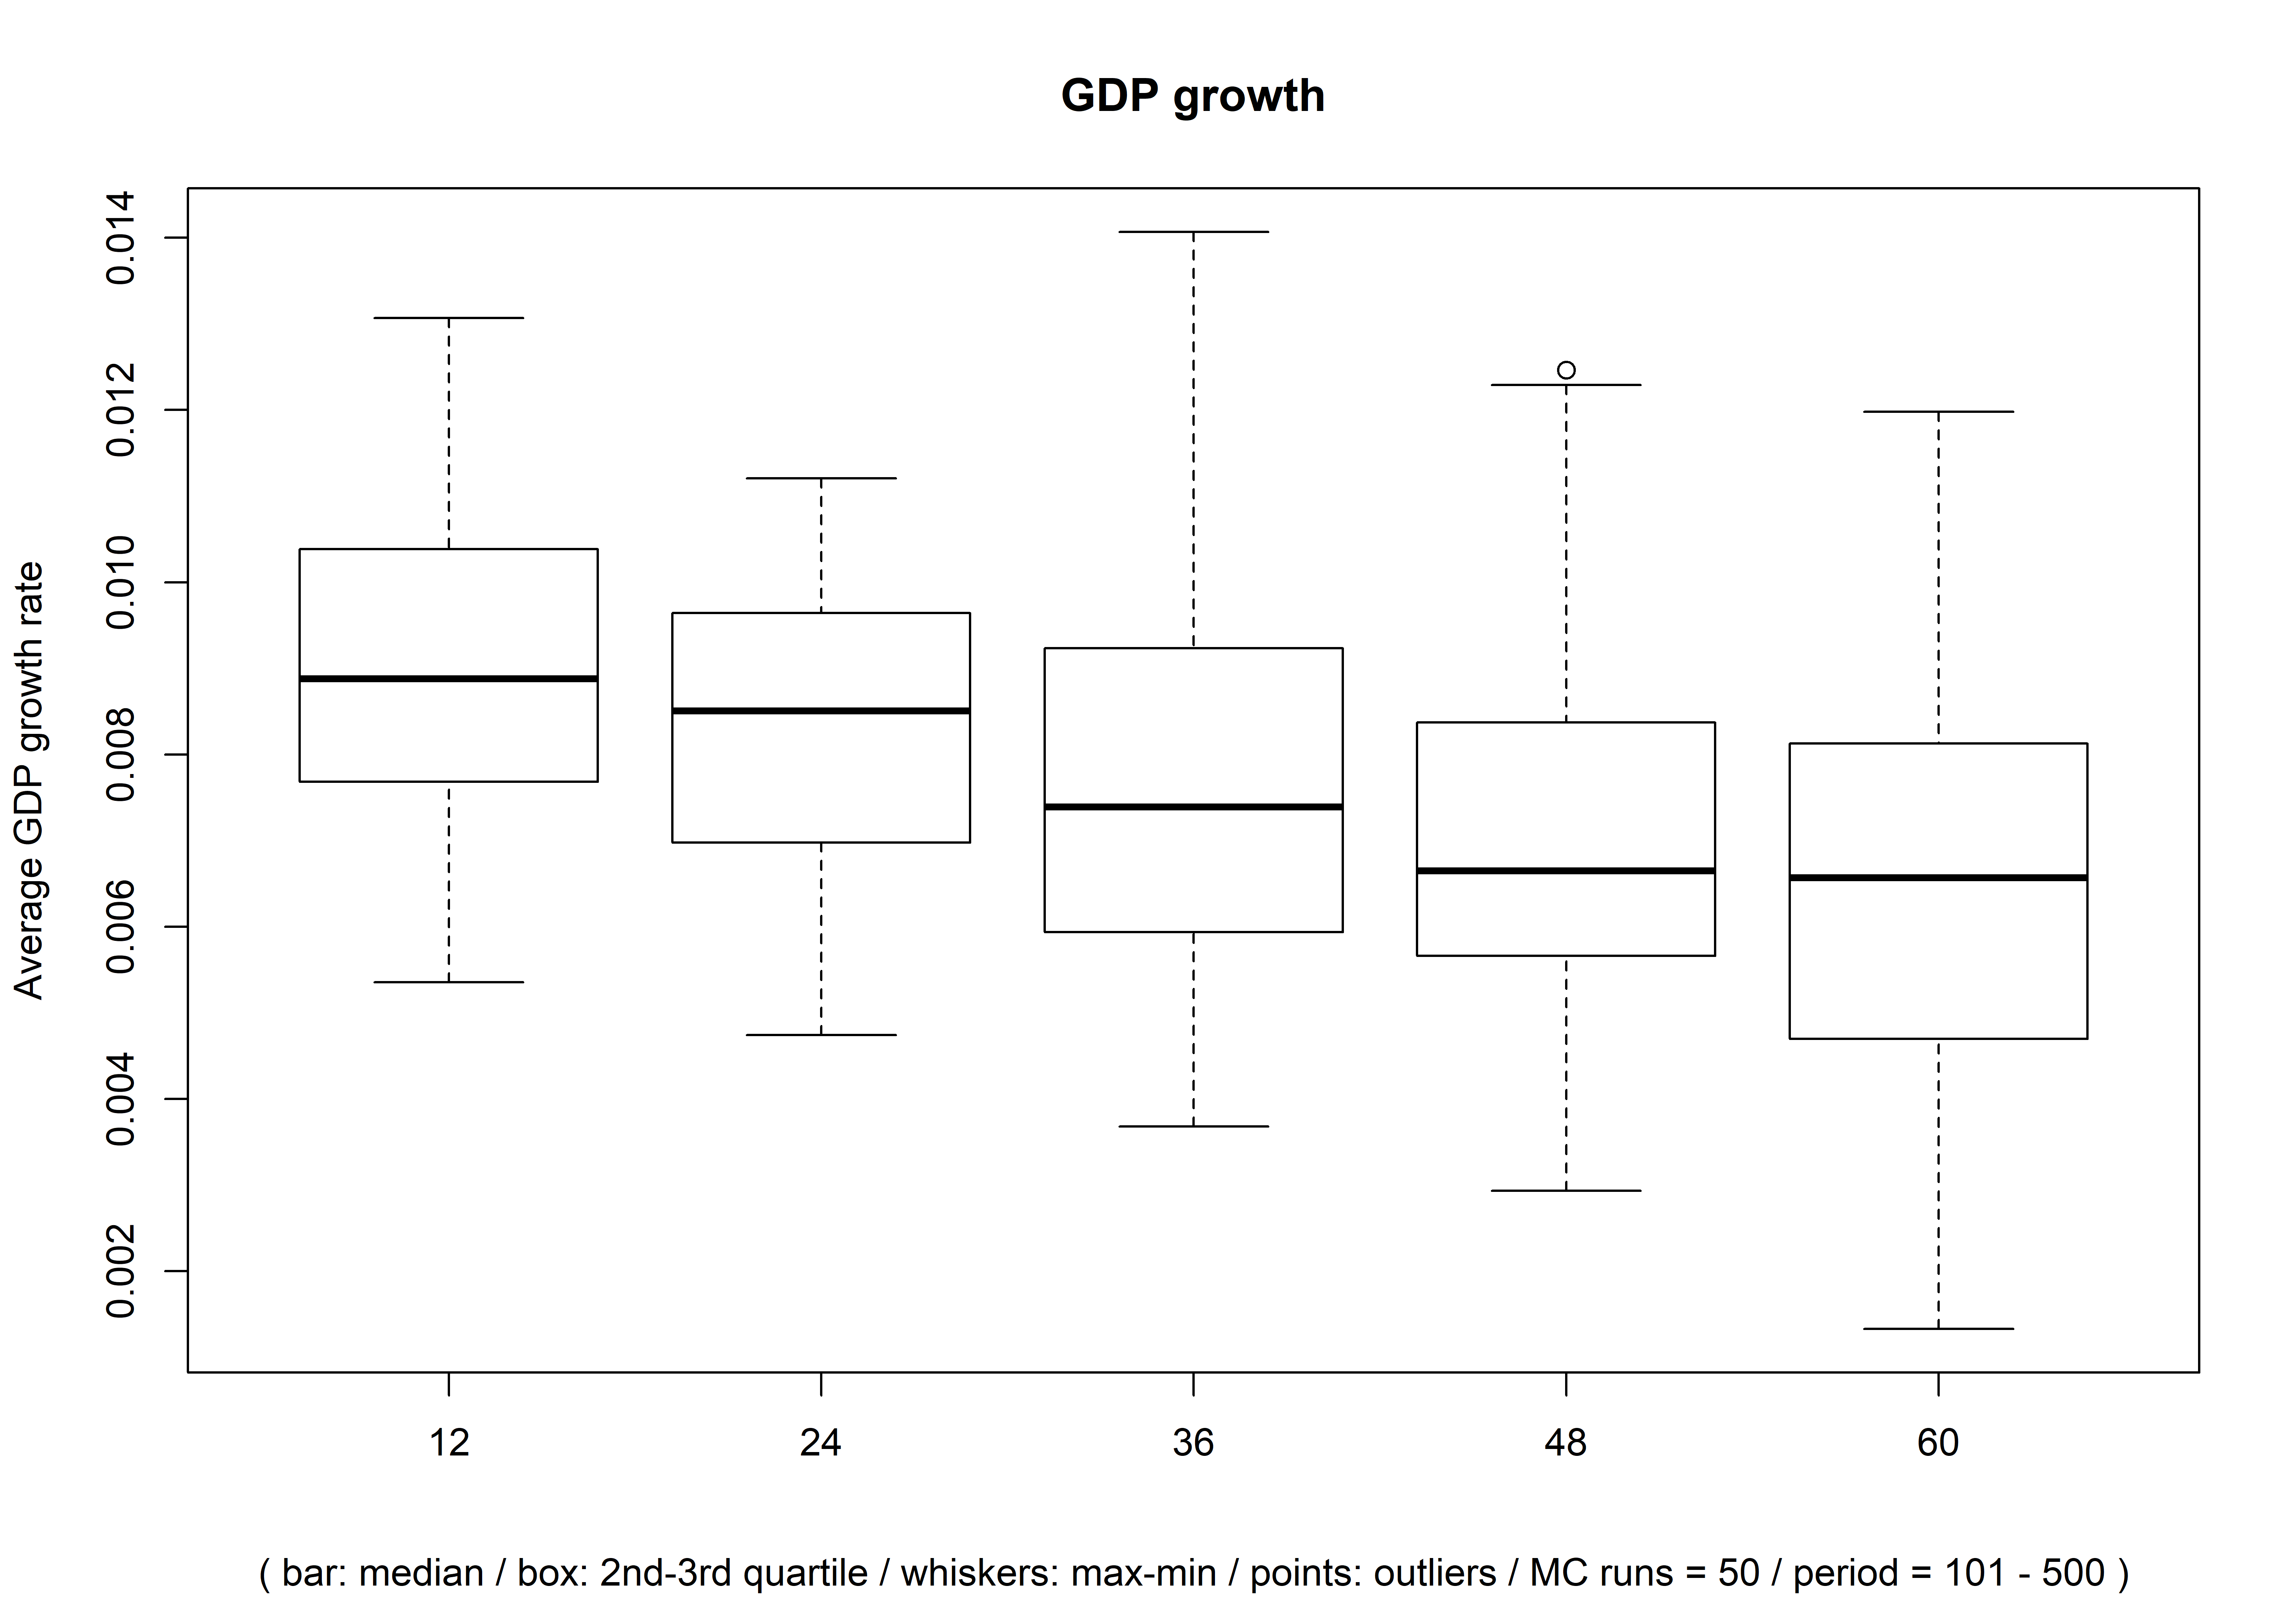 GDP growth
Average GDP growth rate
0.014
0.012
0.010
0.008
0.006
0.004
0.002
12 24 36 48 60
( bar: median / box: 2nd-3rd quartile / whiskers: max-min / points: outliers / MC runs = 50 / period = 101 - 500 )